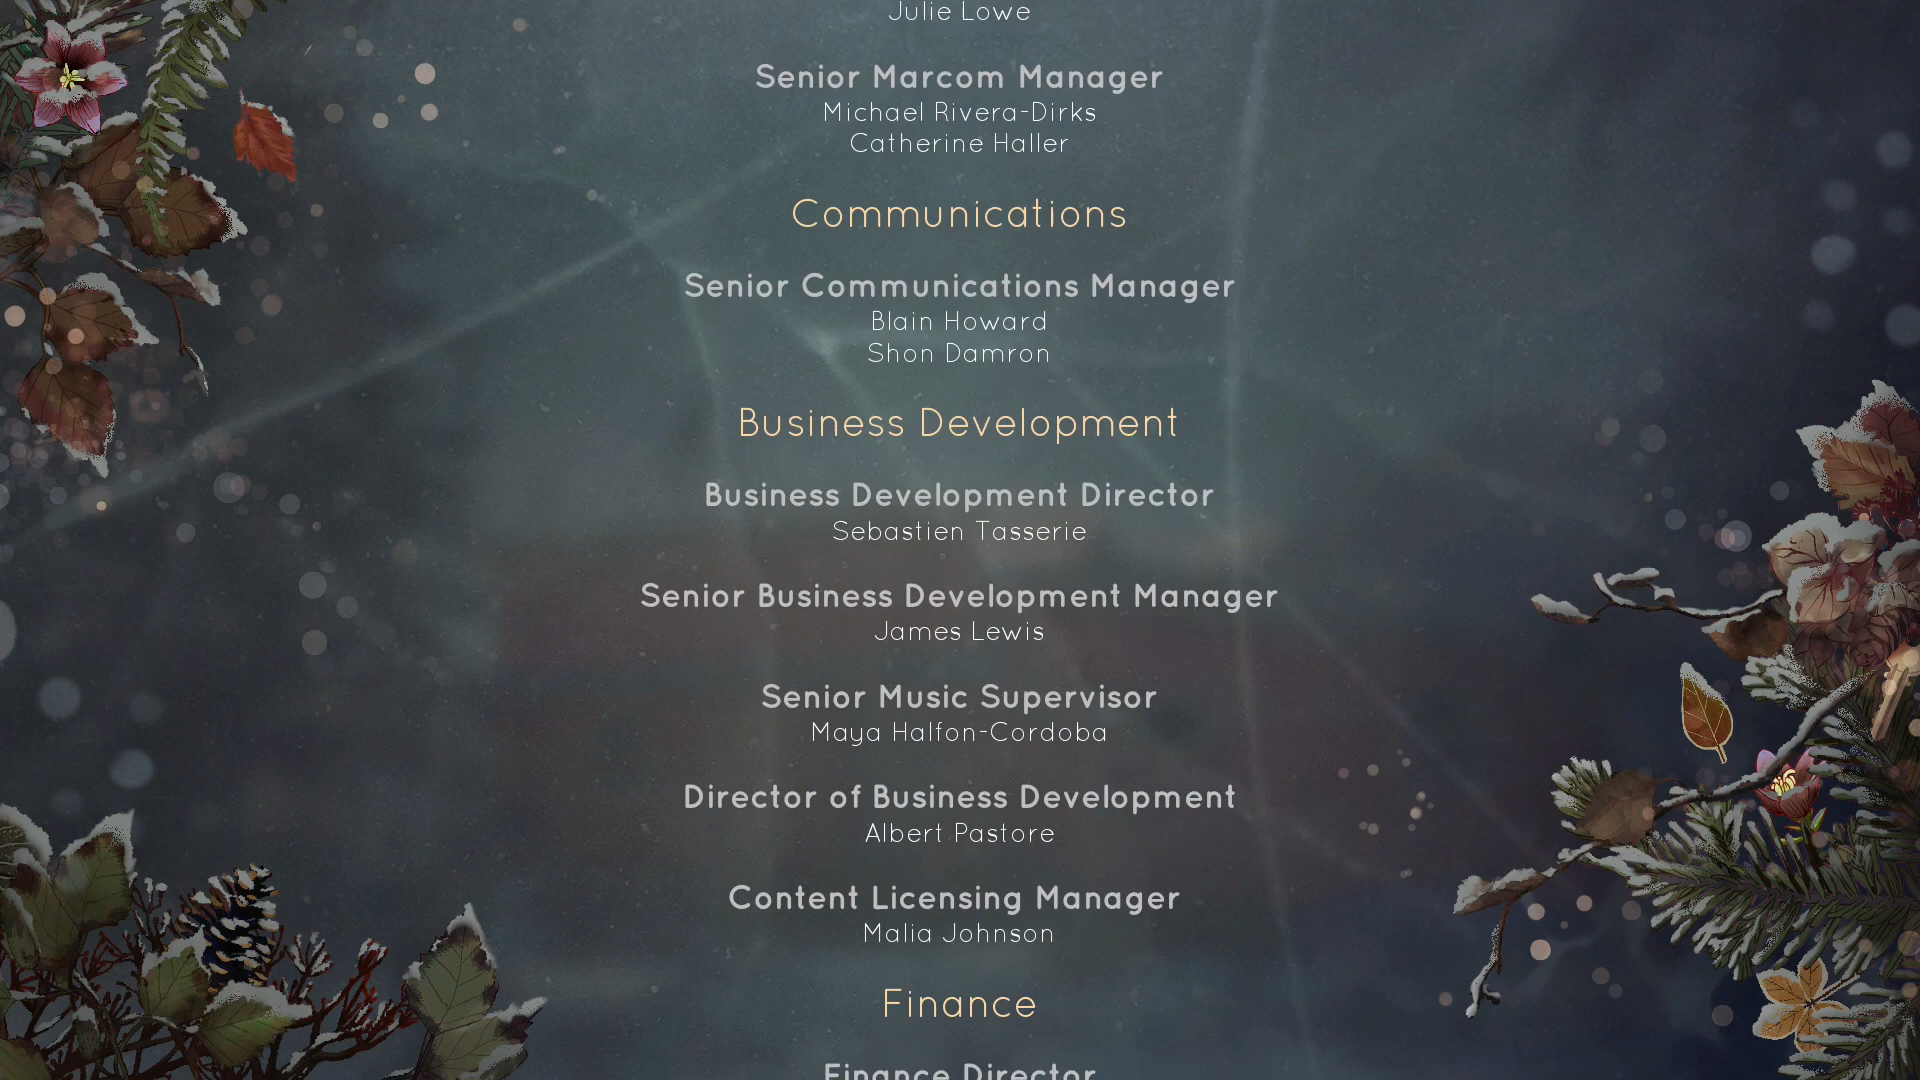 Julie Lowe
Senior Marcom Manager
Michael Rivera-Dirks
Catherine Haller
Communications
Senior Communications Manager
Blain Howard
Shon Damron
Business Development
Business Development Director
Sebastien Tasserie
Senior Business Development Manager
James Lewis
Senior Music Supervisor
Maya Halfon-Cordoba
Director of Business Development
Albert Pastore
Content Licensing Manager
Malia Johnson
Finance
Finance Director